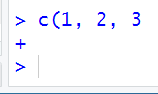 > c(1, 2, 3
+
>